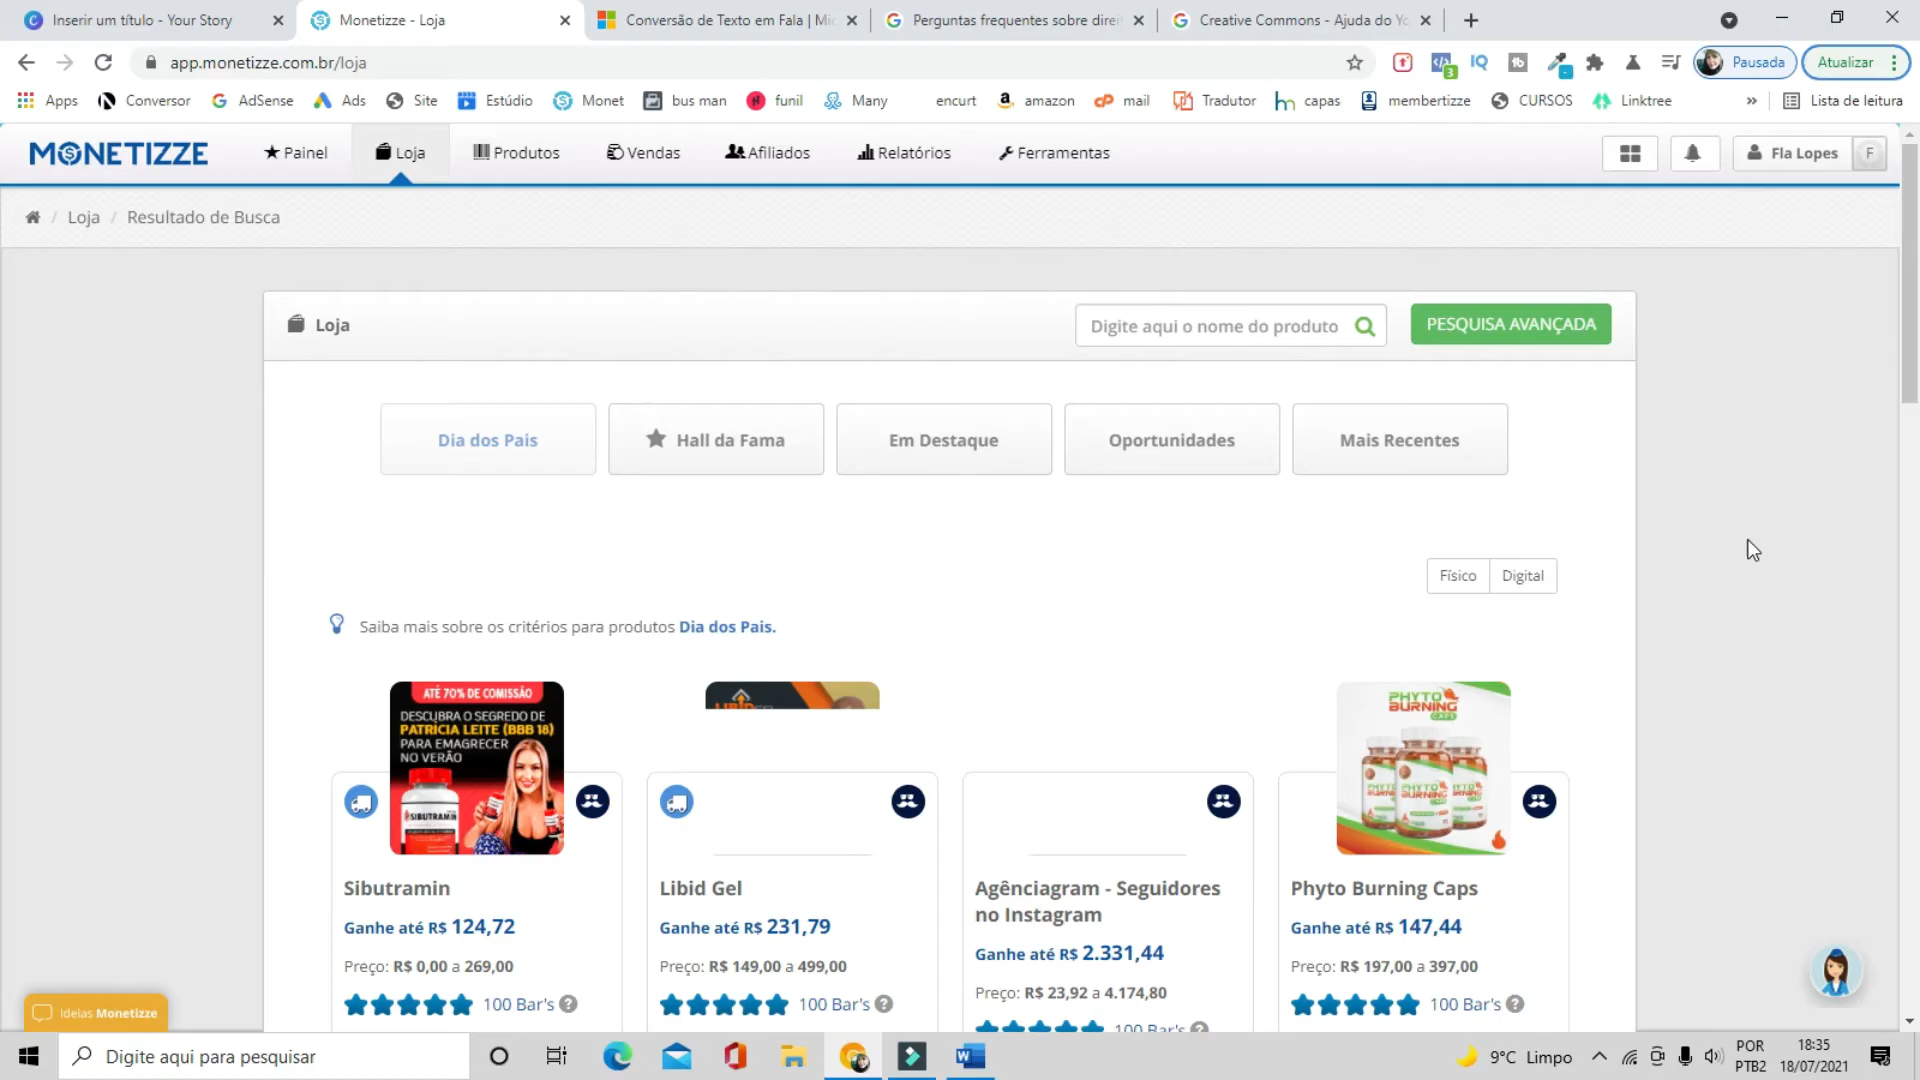 Inserir um título - Your Story
Monetizze - Loja
Conversão de Texto em Fala | Mic
Perguntas frequentes sobre direi
Creative Commons - Ajuda do Yo
app.monetizze.com.br/loja
3
IQ
Pausada
Atualizar
Apps
Conversor
AdSense
Ads
Site
Estúdio
Monet
bus man
funil
Many
encurt
amazon
mail
Tradutor
capas
membertizze
CURSOS
Linktree
»
Lista de leitura
MONETIZZE
Painel
Loja
Produtos
Vendas
Afiliados
Relatórios
Ferramentas
Fla Lopes
F
/ Loja / Resultado de Busca
Loja
Digite aqui o nome do produto
PESQUISA AVANÇADA
Dia dos Pais
Hall da Fama
Em Destaque
Oportunidades
Mais Recentes
Físico
Digital
Saiba mais sobre os critérios para produtos Dia dos Pais.
ATÉ 70% DE COMISSÃO
DESCUBRA O SEGREDO DE
PATRÍCIA LEITE (BBB 18)
PARA EMAGRECER
NO VERÃO
SIBUTRAMIN
PHYTO
BURNING
CAPS
Sibutramin
Ganhe até R$ 124,72
Preço: R$ 0,00 a 269,00
100 Bar's
Libid Gel
Ganhe até R$ 231,79
Preço: R$ 149,00 a 499,00
100 Bar's
Agênciagram - Seguidores
no Instagram
Ganhe até R$ 2.331,44
Preço: R$ 23,92 a 4.174,80
100 Bar's
Phyto Burning Caps
Ganhe até R$ 147,44
Preço: R$ 197,00 a 397,00
100 Bar's
Ideias Monetizze
Digite aqui para pesquisar
9°C Limpo
POR
PTB2
18:35
18/07/2021